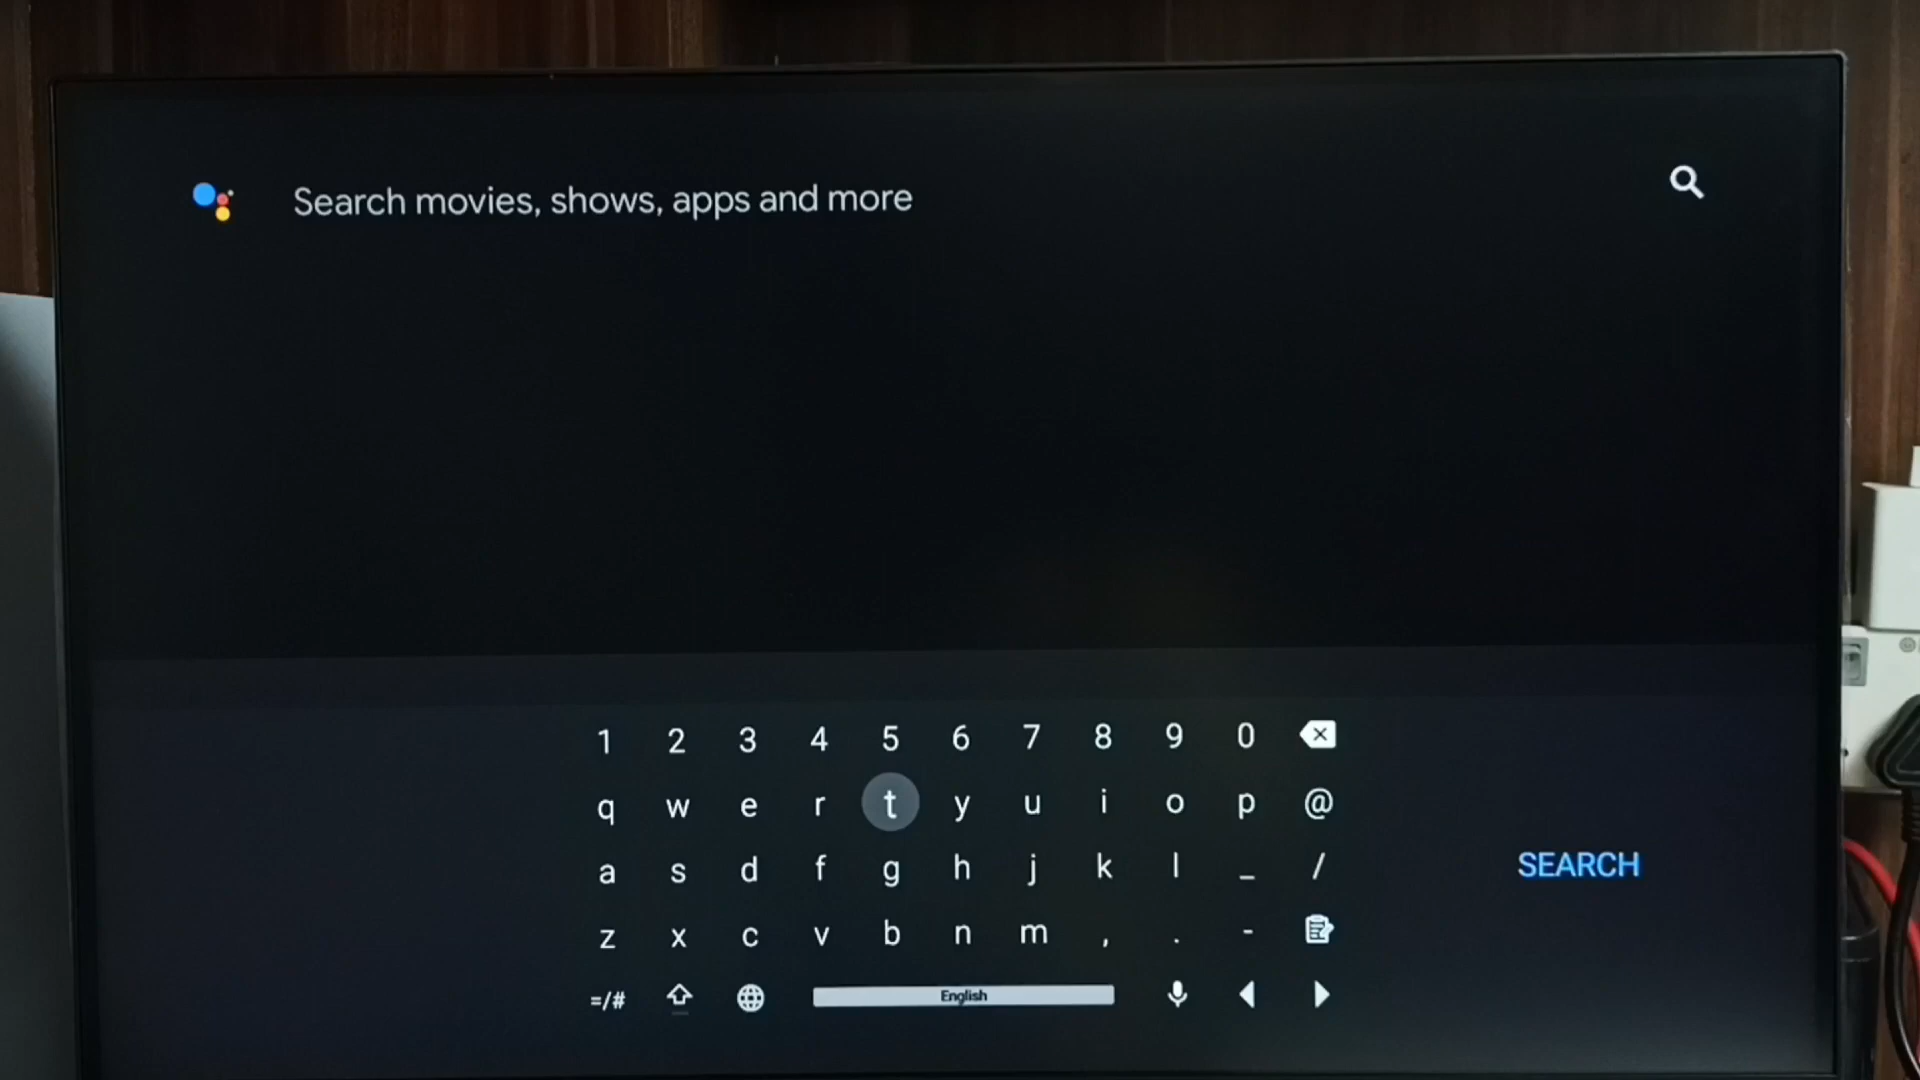 Search movies, shows, apps and more
1 2 3 4 5 6 7 8 9 0
q w e r t y u i o p @
a s d f g h j k l _ /
z x c v b n m , . -
=/# English
SEARCH